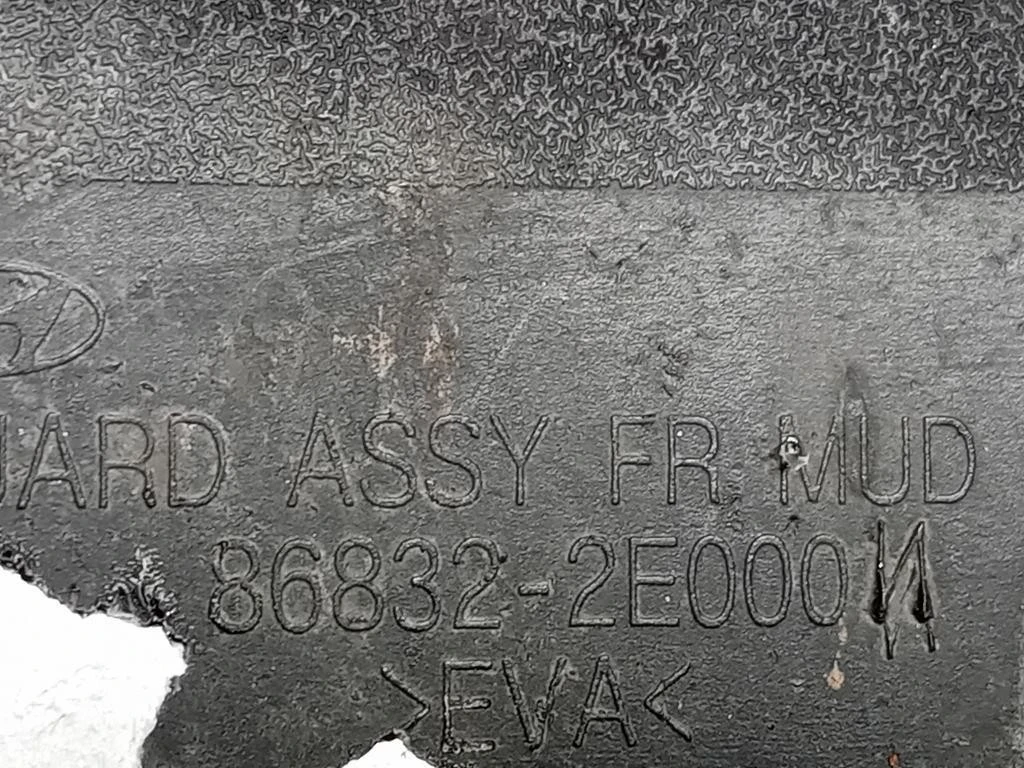 UARD ASSY FR MUD
86832-2E000
>EVA<